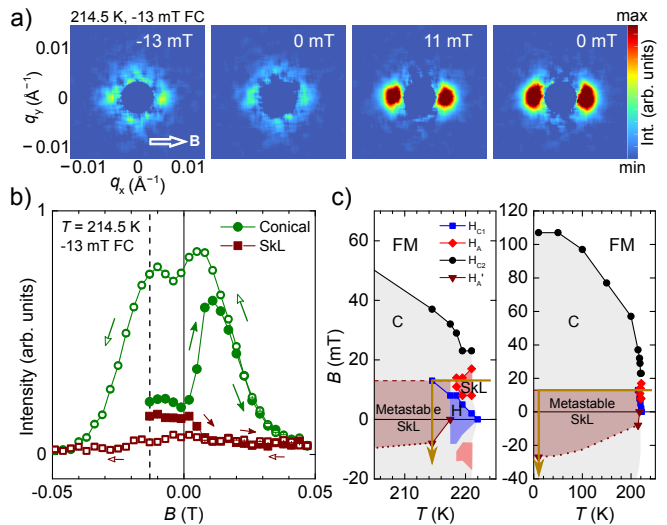 a) 214.5 K, -13 mT FC
-13 mT
0 mT
11 mT
0 mT
max
Int. (arb. units)
min
0.01
0
-0.01
qy (Å⁻¹)
B
-0.01 0 0.01
qx (Å⁻¹)
b)
1
T = 214.5 K
-13 mT FC
Conical
SkL
Intensity (arb. units)
0
-0.05 0.00 0.05
B (T)
c)
60
40
20
0
-20
B (mT)
FM
HC1
HA
HC2
HA'
C
SkL
H
Metastable
SkL
210 220
T (K)
120
100
80
60
40
20
0
-20
-40
FM
C
Metastable
SkL
0 100 200
T (K)